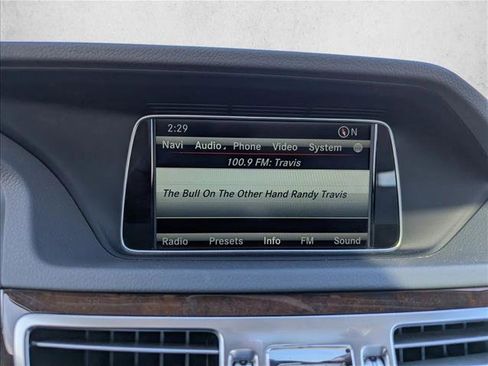 2:29 N
Navi Audio Phone Video System
100.9 FM: Travis
The Bull On The Other Hand Randy Travis
Radio Presets Info FM Sound